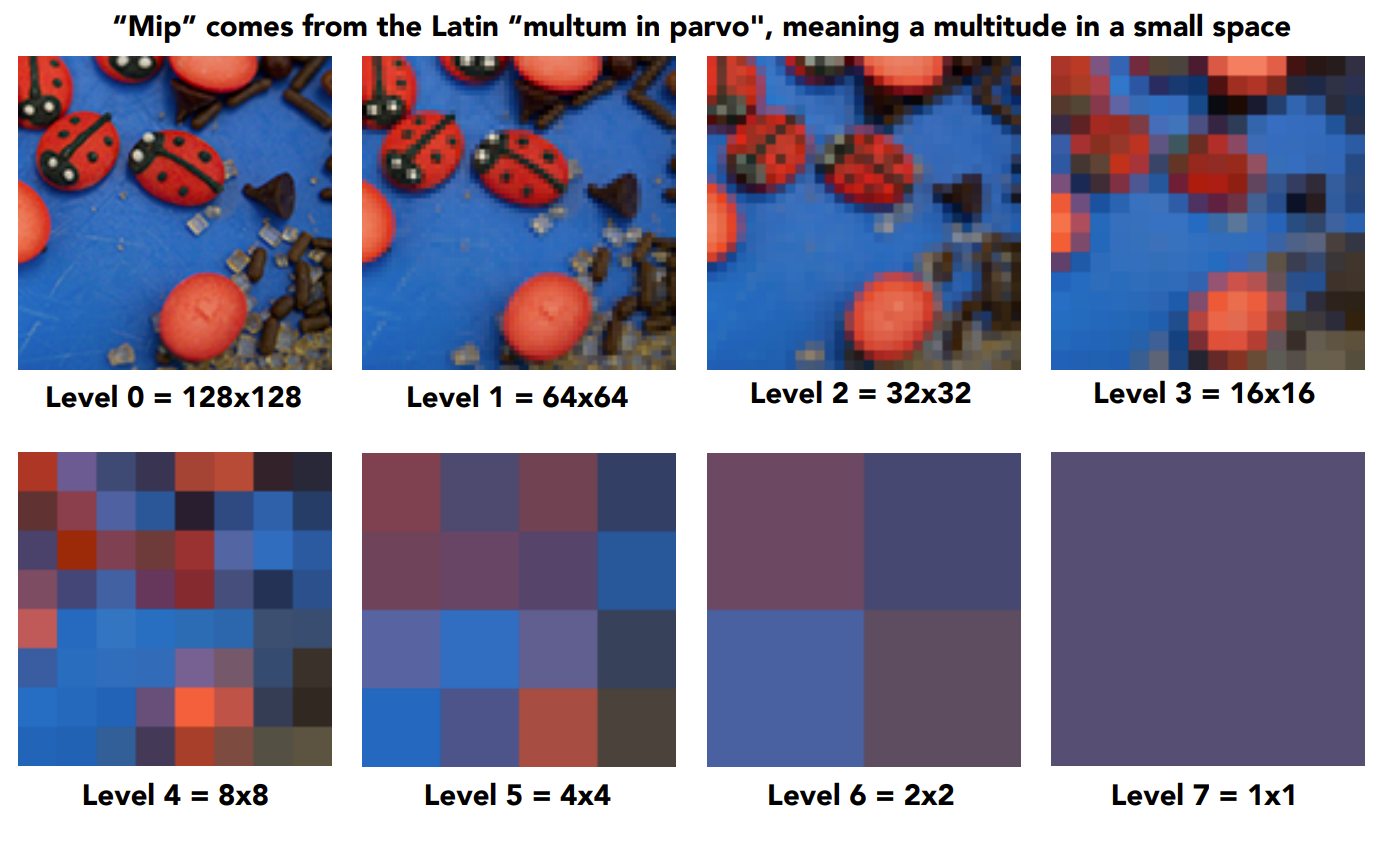 “Mip” comes from the Latin “multum in parvo", meaning a multitude in a small space
Level 0 = 128x128
Level 1 = 64x64
Level 2 = 32x32
Level 3 = 16x16
Level 4 = 8x8
Level 5 = 4x4
Level 6 = 2x2
Level 7 = 1x1